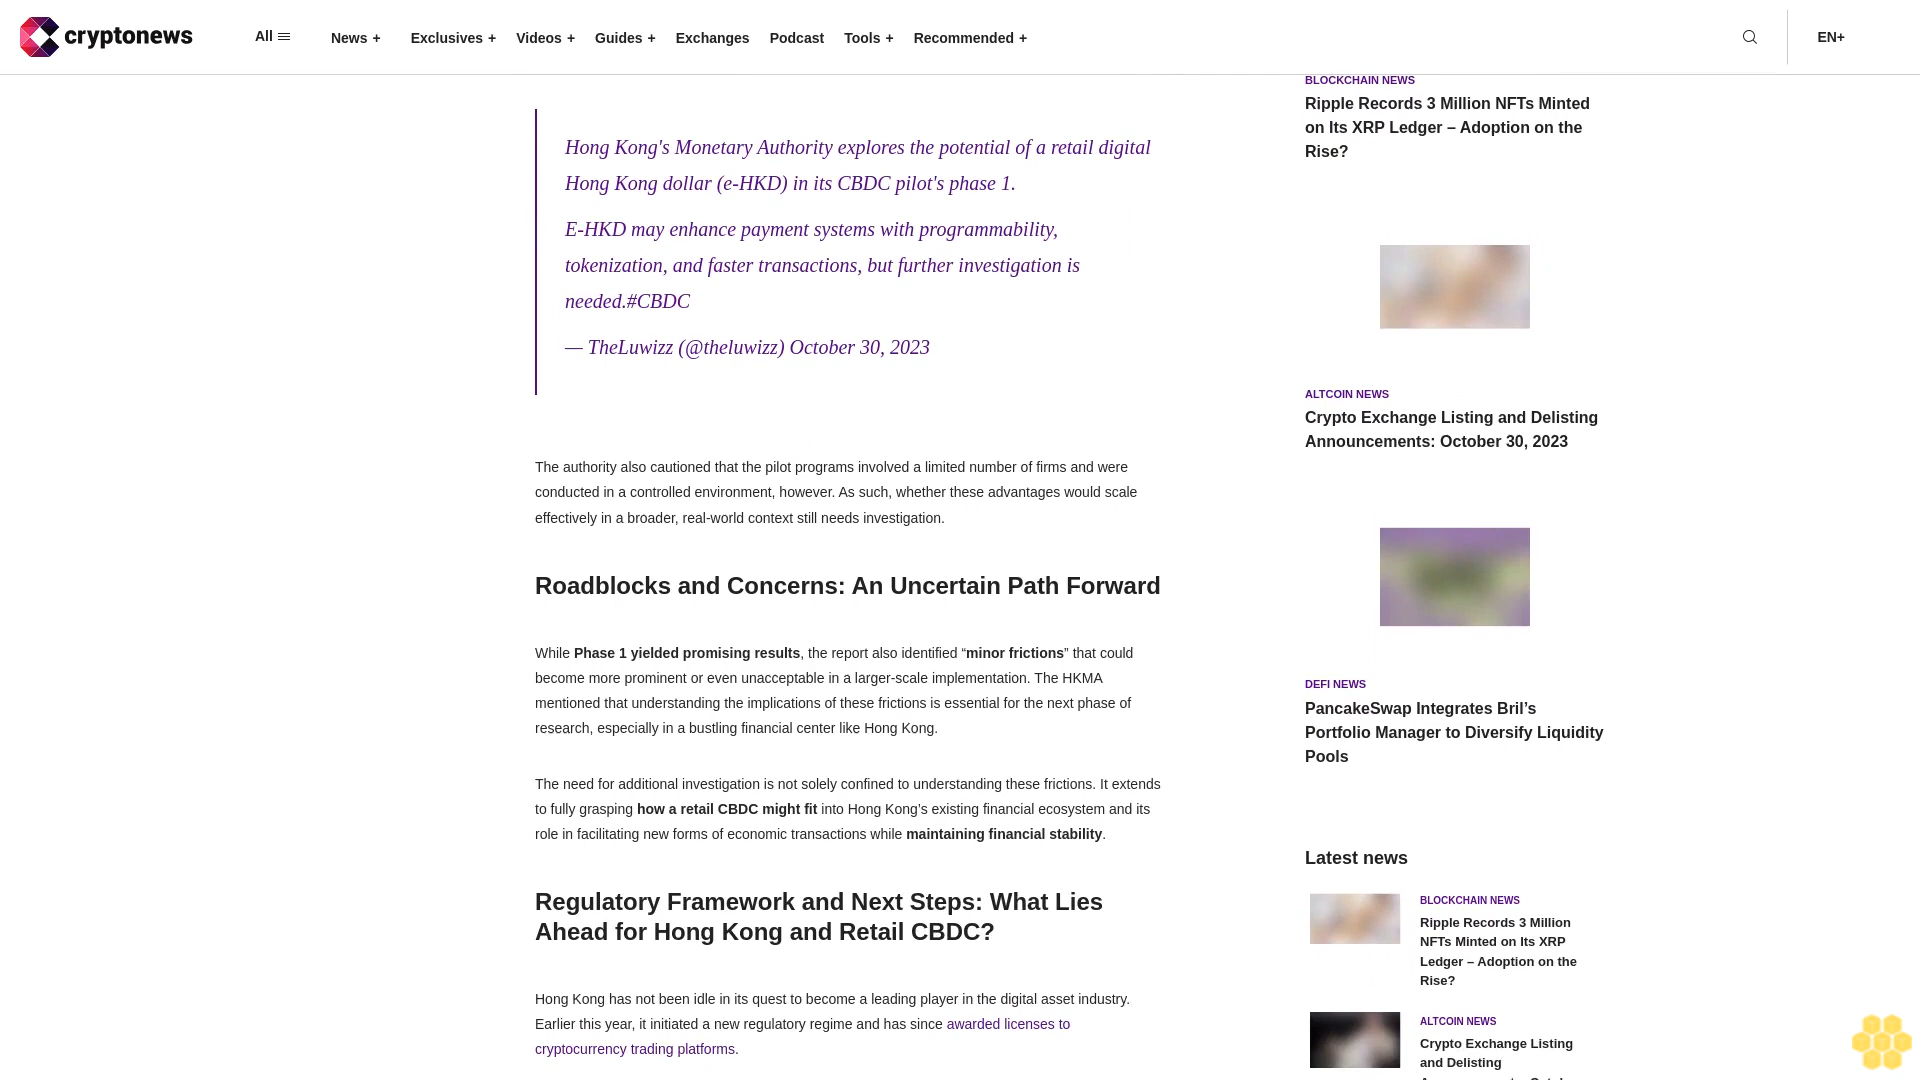 cryptonews
All
News +
Exclusives +
Videos +
Guides +
Exchanges
Podcast
Tools +
Recommended +
EN+
Hong Kong's Monetary Authority explores the potential of a retail digital
Hong Kong dollar (e-HKD) in its CBDC pilot's phase 1.
E-HKD may enhance payment systems with programmability,
tokenization, and faster transactions, but further investigation is
needed.#CBDC
— TheLuwizz (@theluwizz) October 30, 2023
The authority also cautioned that the pilot programs involved a limited number of firms and were
conducted in a controlled environment, however. As such, whether these advantages would scale
effectively in a broader, real-world context still needs investigation.
Roadblocks and Concerns: An Uncertain Path Forward
While Phase 1 yielded promising results, the report also identified “minor frictions” that could
become more prominent or even unacceptable in a larger-scale implementation. The HKMA
mentioned that understanding the implications of these frictions is essential for the next phase of
research, especially in a bustling financial center like Hong Kong.
The need for additional investigation is not solely confined to understanding these frictions. It extends
to fully grasping how a retail CBDC might fit into Hong Kong’s existing financial ecosystem and its
role in facilitating new forms of economic transactions while maintaining financial stability.
Regulatory Framework and Next Steps: What Lies
Ahead for Hong Kong and Retail CBDC?
Hong Kong has not been idle in its quest to become a leading player in the digital asset industry.
Earlier this year, it initiated a new regulatory regime and has since awarded licenses to
cryptocurrency trading platforms.
BLOCKCHAIN NEWS
Ripple Records 3 Million NFTs Minted
on Its XRP Ledger – Adoption on the
Rise?
ALTCOIN NEWS
Crypto Exchange Listing and Delisting
Announcements: October 30, 2023
DEFI NEWS
PancakeSwap Integrates Bril’s
Portfolio Manager to Diversify Liquidity
Pools
Latest news
BLOCKCHAIN NEWS
Ripple Records 3 Million
NFTs Minted on Its XRP
Ledger – Adoption on the
Rise?
ALTCOIN NEWS
Crypto Exchange Listing
and Delisting